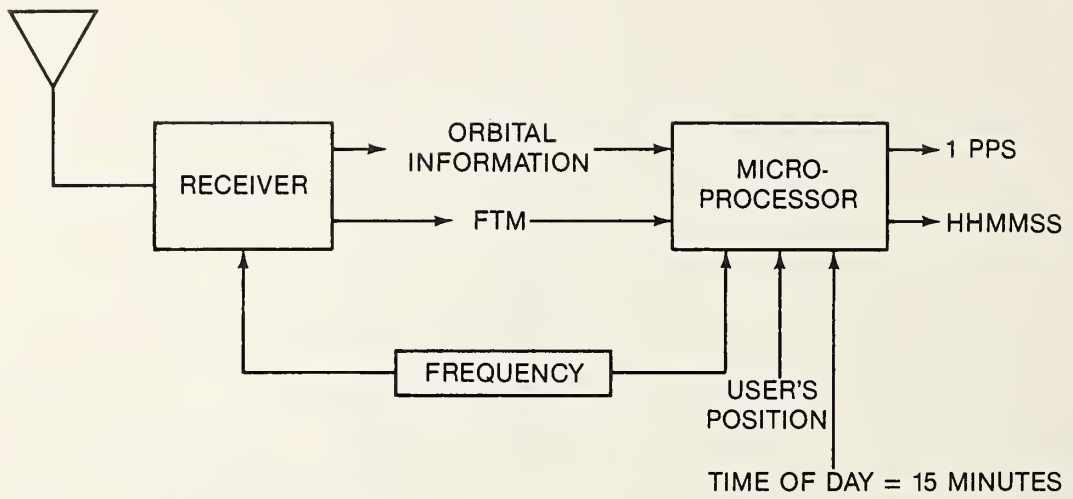 RECEIVER
ORBITAL
INFORMATION
FTM
MICRO-
PROCESSOR
1 PPS
HHMMSS
FREQUENCY
USER'S
POSITION
TIME OF DAY = 15 MINUTES